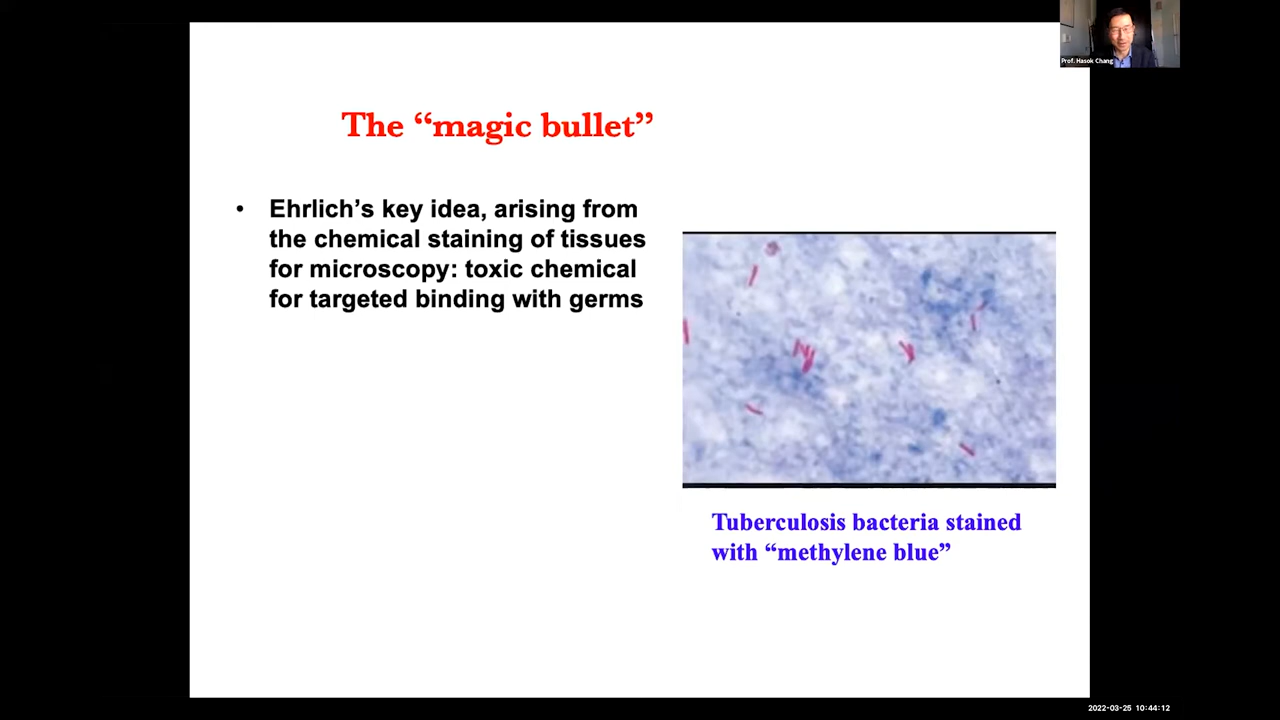 Prof. Hasok Chang
The “magic bullet”
• Ehrlich’s key idea, arising from
the chemical staining of tissues
for microscopy: toxic chemical
for targeted binding with germs
Tuberculosis bacteria stained
with “methylene blue”
2022-03-25 10:44:12